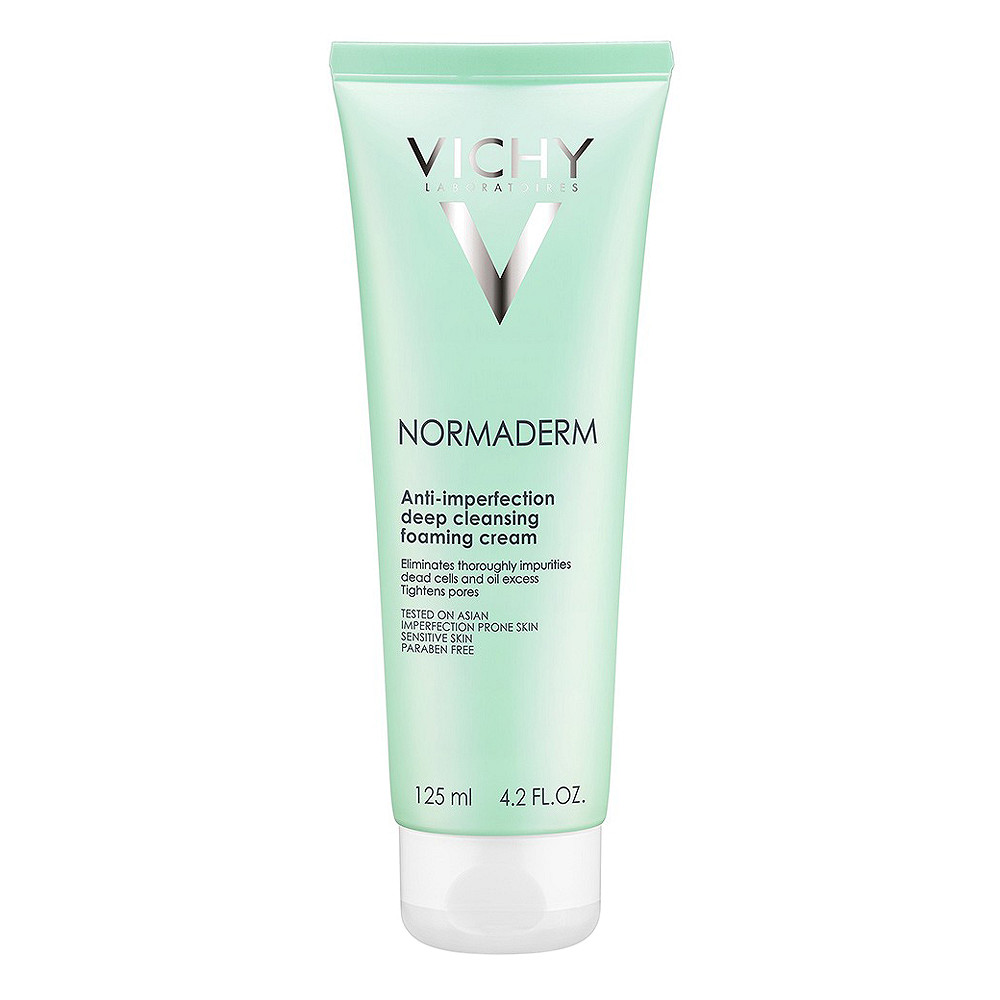 VICHY
LABORATOIRES
NORMADERM
Anti-imperfection
deep cleansing
foaming cream
Eliminates thoroughly impurities
dead cells and oil excess
Tightens pores
TESTED ON ASIAN
IMPERFECTION PRONE SKIN
SENSITIVE SKIN
PARABEN FREE
125 ml 4.2 FL.OZ.